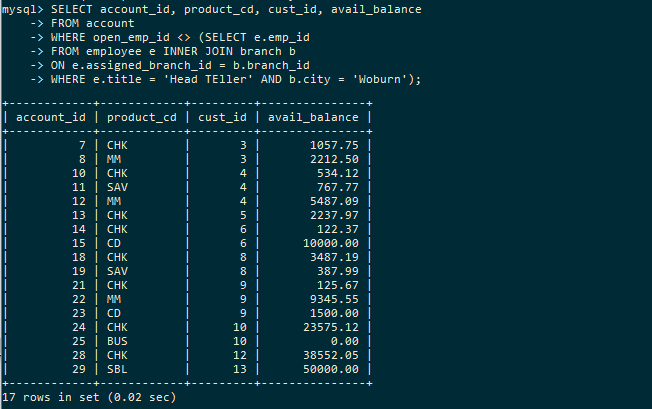 mysql> SELECT account_id, product_cd, cust_id, avail_balance
    -> FROM account
    -> WHERE open_emp_id <> (SELECT e.emp_id
    -> FROM employee e INNER JOIN branch b
    -> ON e.assigned_branch_id = b.branch_id
    -> WHERE e.title = 'Head TEller' AND b.city = 'Woburn');
+------------+------------+---------+---------------+
| account_id | product_cd | cust_id | avail_balance |
+------------+------------+---------+---------------+
|          7 | CHK        |       3 |       1057.75 |
|          8 | MM         |       3 |       2212.50 |
|         10 | CHK        |       4 |        534.12 |
|         11 | SAV        |       4 |        767.77 |
|         12 | MM         |       4 |       5487.09 |
|         13 | CHK        |       5 |       2237.97 |
|         14 | CHK        |       6 |        122.37 |
|         15 | CD         |       6 |      10000.00 |
|         18 | CHK        |       8 |       3487.19 |
|         19 | SAV        |       8 |        387.99 |
|         21 | CHK        |       9 |        125.67 |
|         22 | MM         |       9 |       9345.55 |
|         23 | CD         |       9 |       1500.00 |
|         24 | CHK        |      10 |      23575.12 |
|         25 | BUS        |      10 |          0.00 |
|         28 | CHK        |      12 |      38552.05 |
|         29 | SBL        |      13 |      50000.00 |
+------------+------------+---------+---------------+
17 rows in set (0.02 sec)